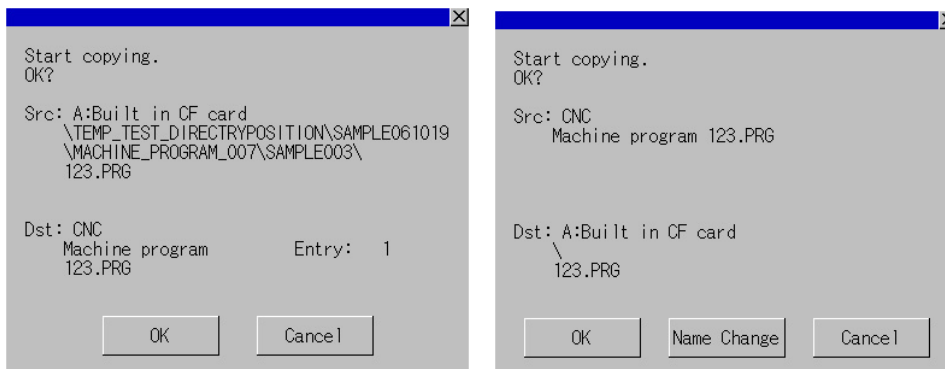 Start copying.
OK?
Src: A:Built in CF card
\TEMP_TEST_DIRECTRYPOSITION\SAMPLE061019
\MACHINE_PROGRAM_007\SAMPLE003\
123.PRG
Dst: CNC
Machine program Entry: 1
123.PRG
OK Cancel
Start copying.
OK?
Src: CNC
Machine program 123.PRG
Dst: A:Built in CF card
\
123.PRG
OK Name Change Cancel